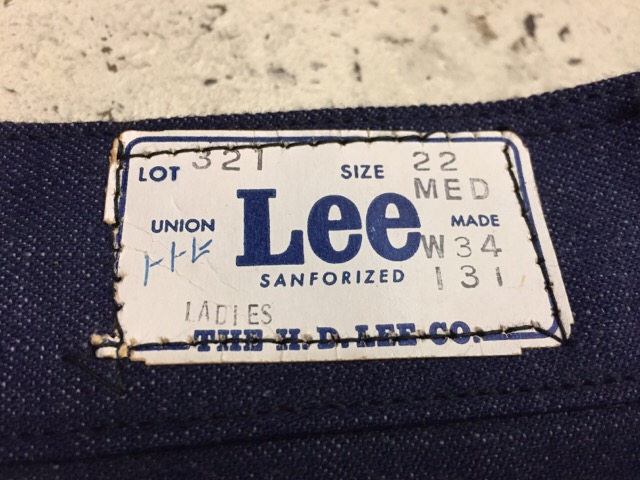 LOT 321 SIZE 22
MED
UNION Lee MADE
W34
SANFORIZED 131
LADIES
THE H. D. LEE CO.